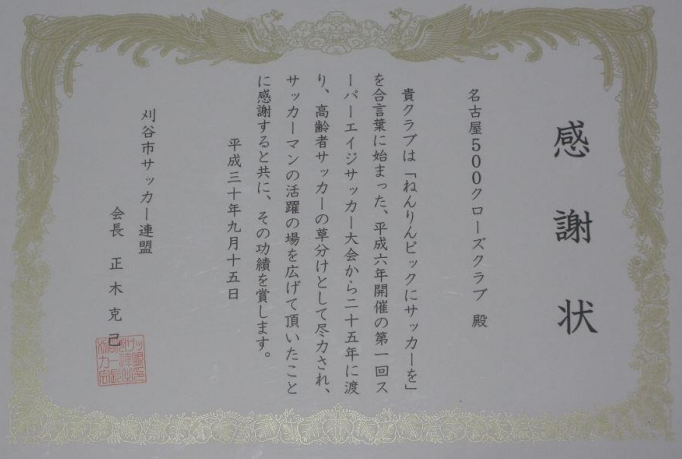 感謝状
名古屋500クローズクラブ 殿
貴クラブは「ねんりんピックにサッカーを」
を合言葉に始まった、平成六年開催の第一回ス
ーパーエイジサッカー大会から二十五年に渡
り、高齢者サッカーの草分けとして尽力され、
サッカーマンの活躍の場を広げて頂いたこと
に感謝すると共に、その功績を賞します。
平成三十年九月十五日
刈谷市サッカー連盟
会長 正木克己